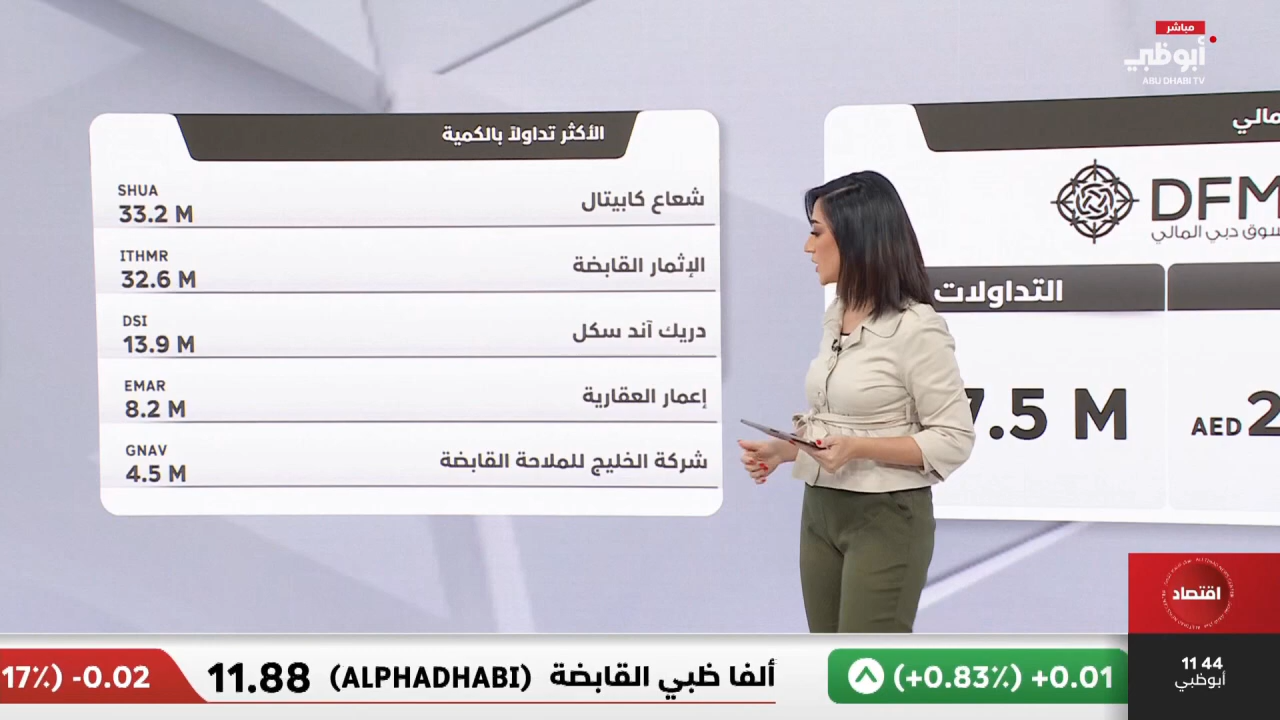 مباشر
أبوظبي
ABU DHABI TV
الأكثر تداولاً بالكمية
شعاع كابيتال
SHUA
33.2 M
الإثمار القابضة
ITHMR
32.6 M
دريك آند سكل
DSI
13.9 M
إعمار العقارية
EMAR
8.2 M
شركة الخليج للملاحة القابضة
GNAV
4.5 M
DFM
سوق دبي المالي
التداولات
7.5 M
AED 2
اقتصاد
11 44
أبوظبي
(+0.83٪) +0.01
ألفا ظبي القابضة (ALPHADHABI) 11.88
17٪) -0.02